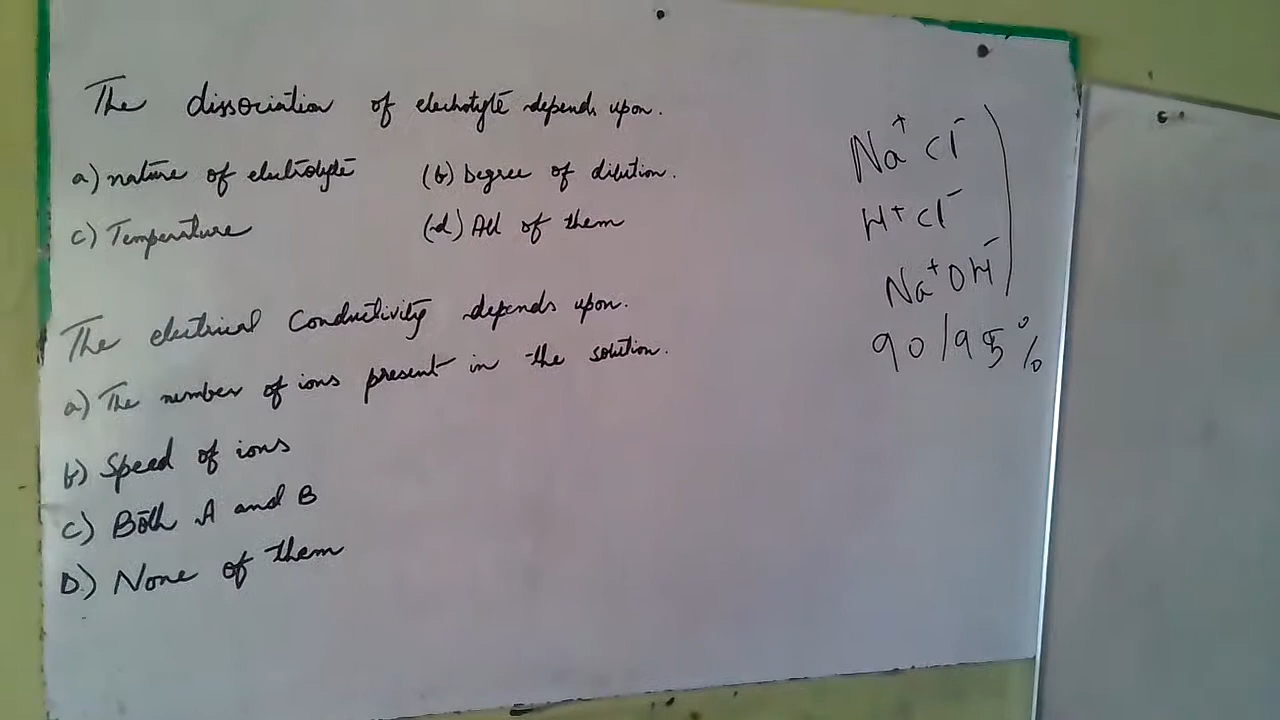 The dissociation of electrolyte depends upon.
a) nature of electrolyte (b) Degree of dilution.
c) Temperature (d) All of them
The electrical Conductivity depends upon.
a) The number of ions present in the solution.
b) Speed of ions
c) Both A and B
D) None of them
Na⁺ Cl⁻
H⁺ Cl⁻
Na⁺ OH⁻
90/95%